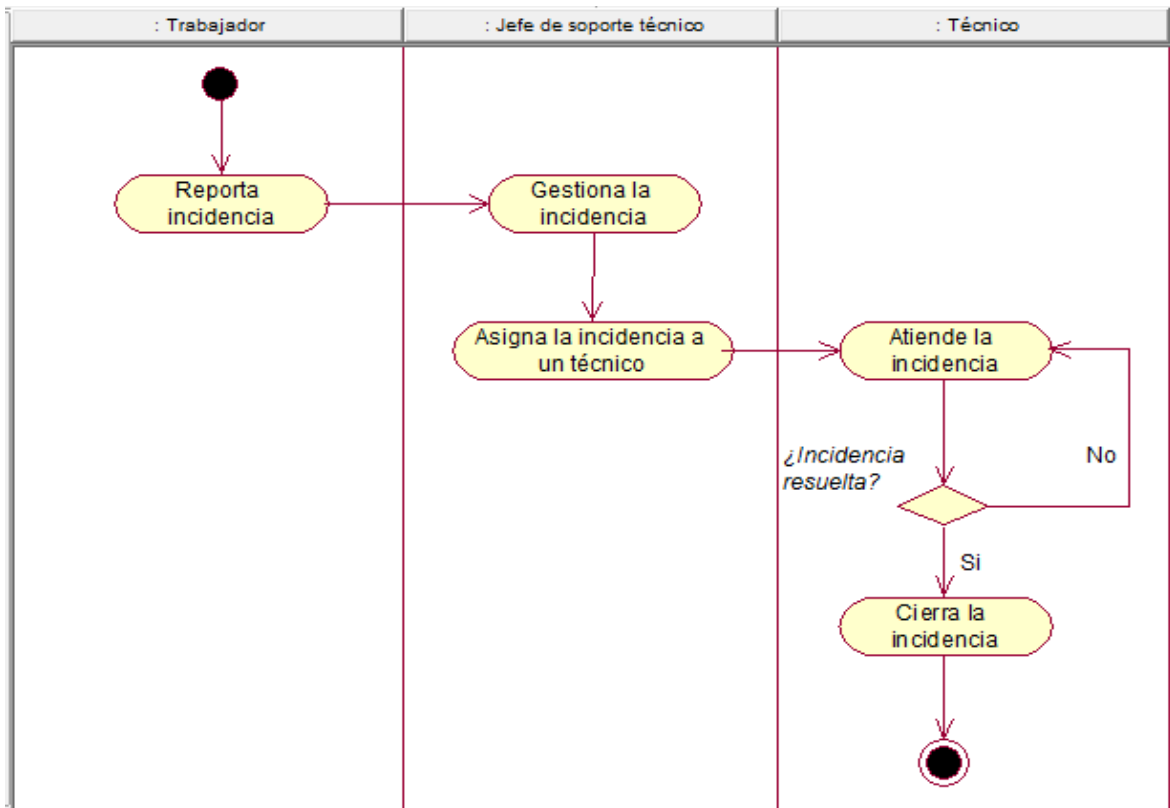 : Trabajador
: Jefe de soporte técnico
: Técnico
Reporta
incidencia
Gestiona la
incidencia
Asigna la incidencia a
un técnico
Atiende la
incidencia
¿Incidencia
resuelta?
No
Si
Cierra la
incidencia